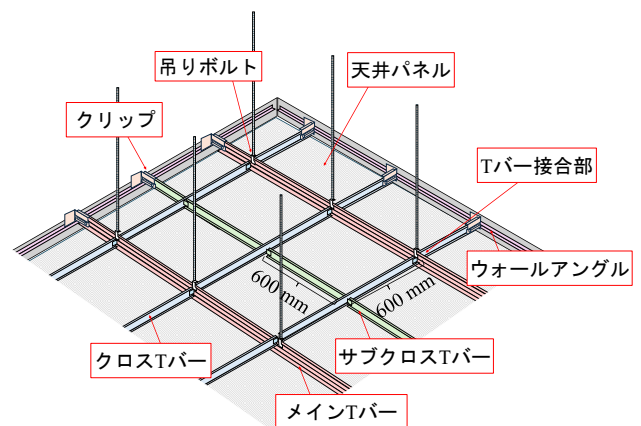 吊りボルト
天井パネル
クリップ
Tバー接合部
ウォールアングル
600 mm
600 mm
クロスTバー
サブクロスTバー
メインTバー